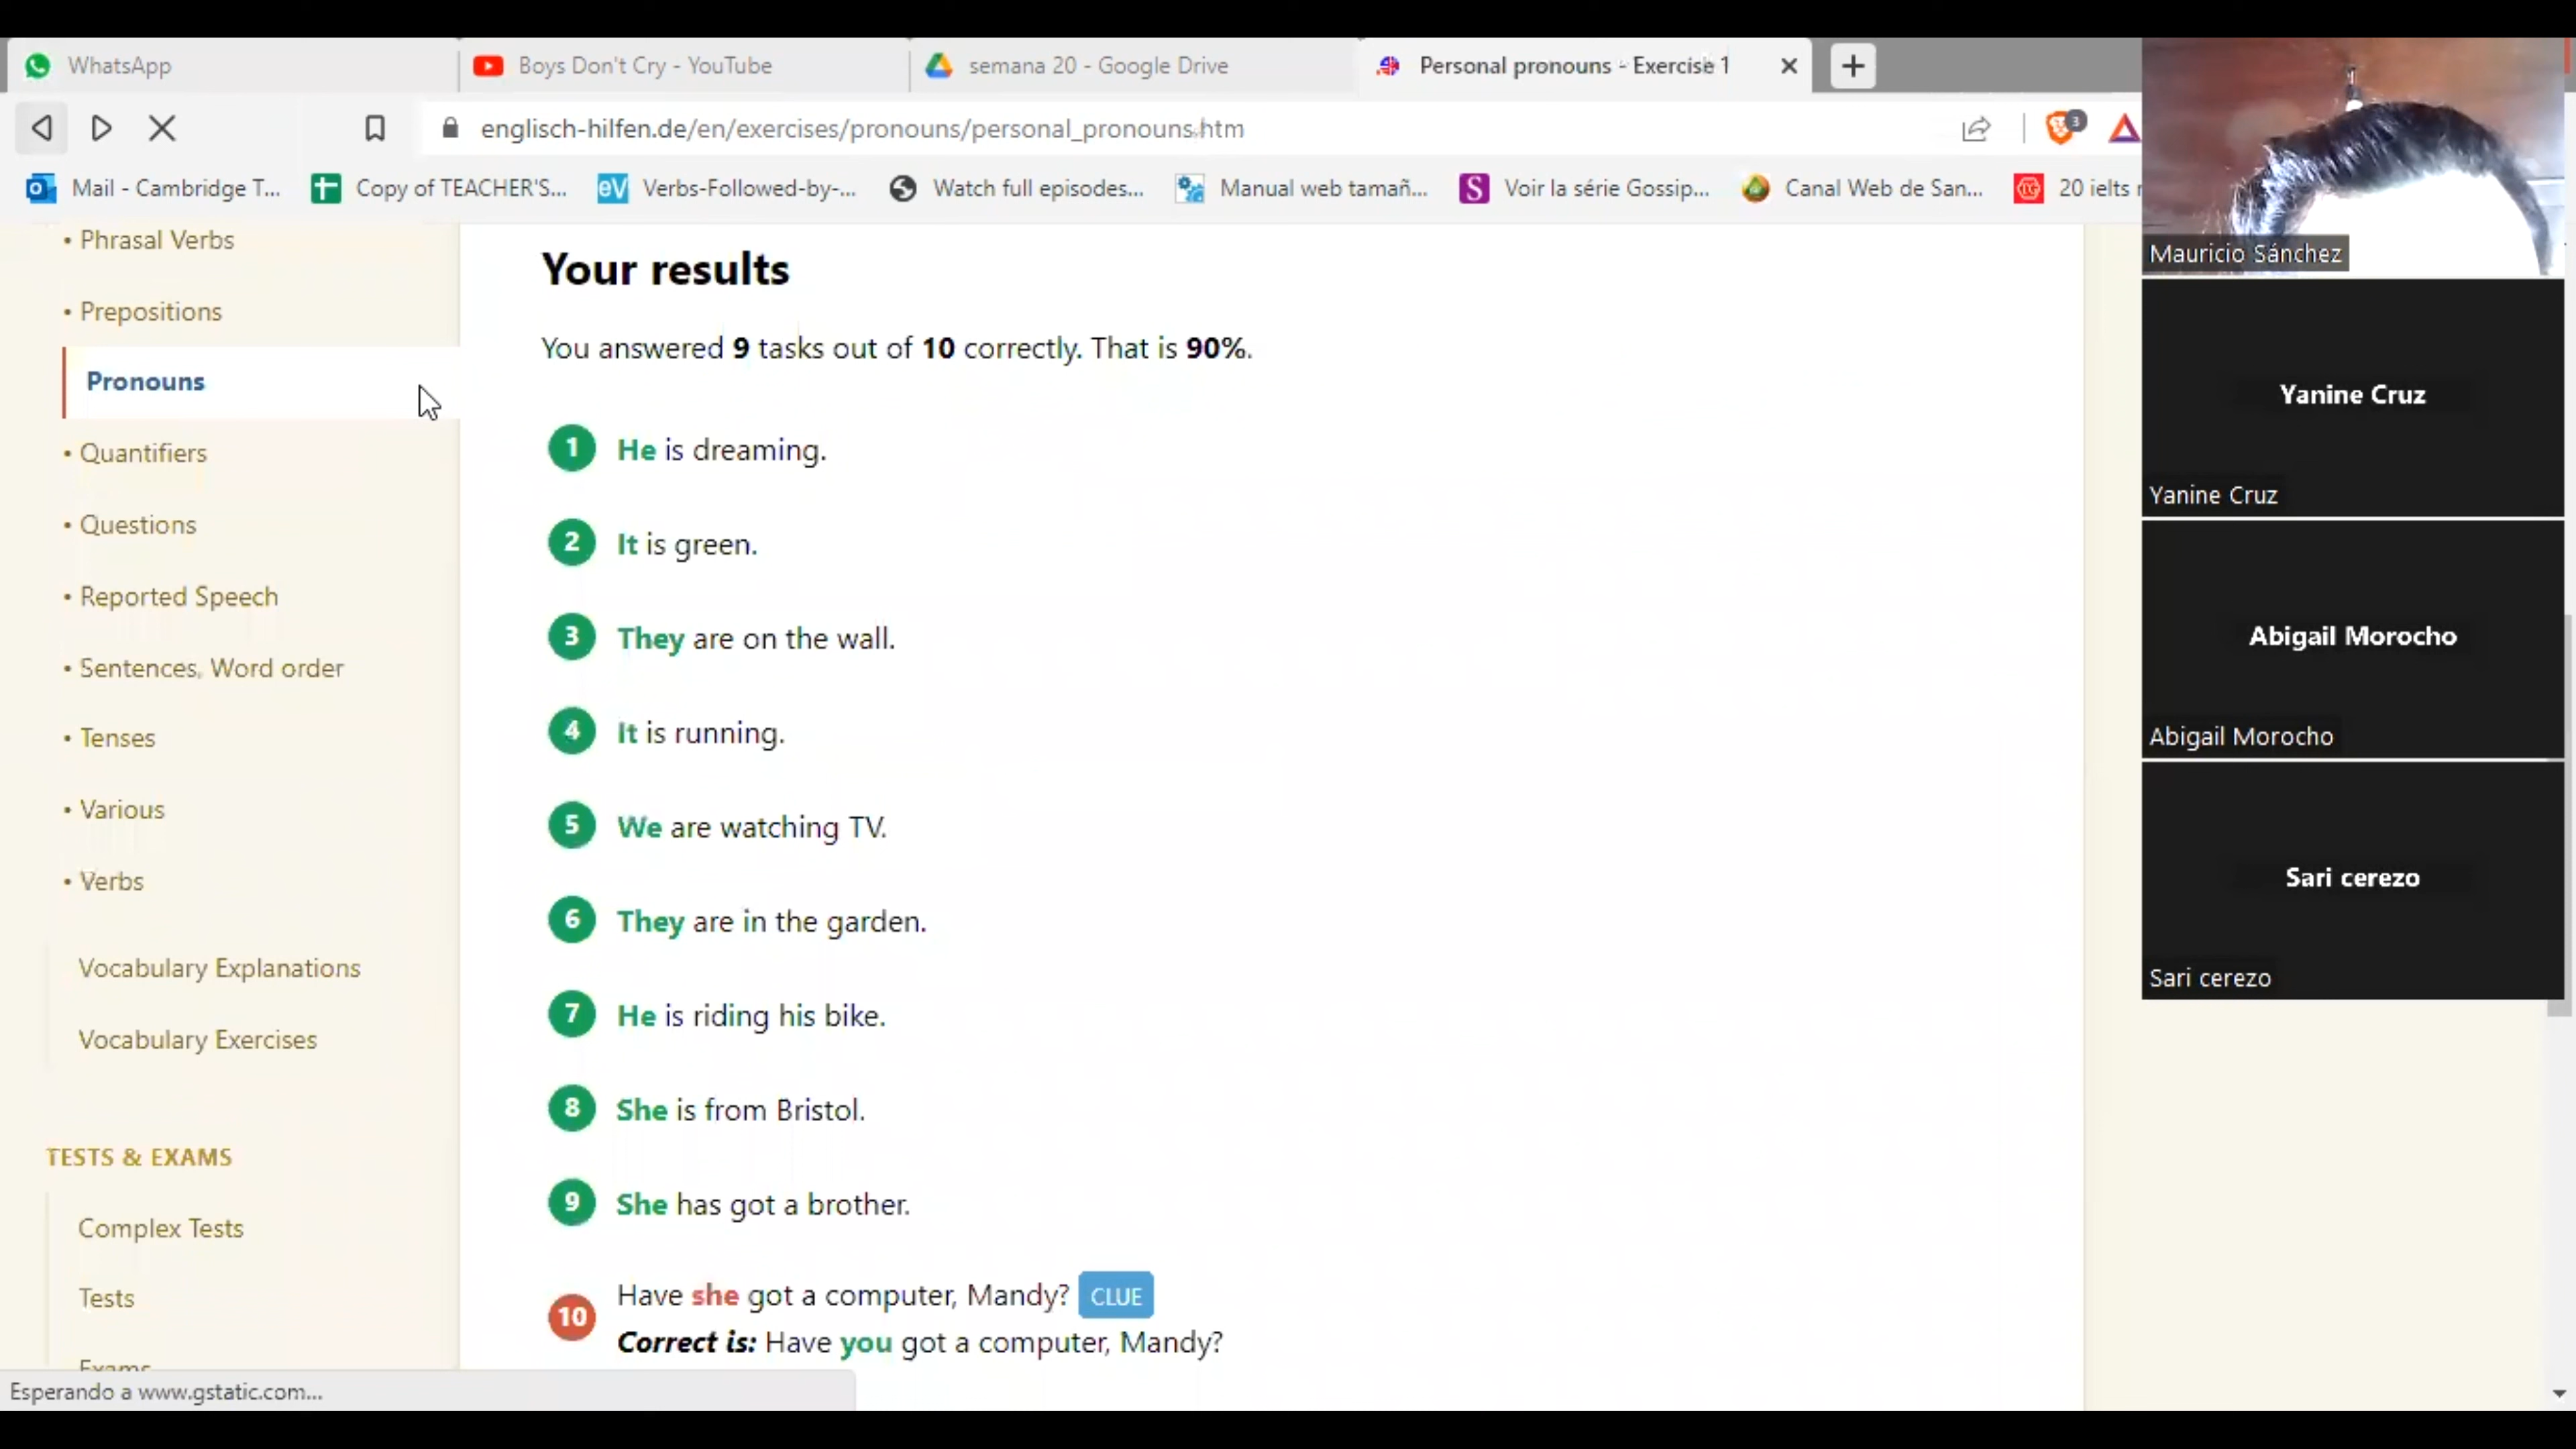 WhatsApp
Boys Don't Cry - YouTube
semana 20 - Google Drive
Personal pronouns - Exercise 1
englisch-hilfen.de/en/exercises/pronouns/personal_pronouns.htm
3
Mail - Cambridge T...
Copy of TEACHER'S...
eV
Verbs-Followed-by-...
Watch full episodes...
Manual web tamañ...
S
Voir la série Gossip...
Canal Web de San...
20 ielts
• Phrasal Verbs
• Prepositions
Pronouns
• Quantifiers
• Questions
• Reported Speech
• Sentences, Word order
• Tenses
• Various
• Verbs
Vocabulary Explanations
Vocabulary Exercises
TESTS & EXAMS
Complex Tests
Tests
Exams
Esperando a www.gstatic.com...
Your results
You answered 9 tasks out of 10 correctly. That is 90%.
1 He is dreaming.
2 It is green.
3 They are on the wall.
4 It is running.
5 We are watching TV.
6 They are in the garden.
7 He is riding his bike.
8 She is from Bristol.
9 She has got a brother.
10 Have she got a computer, Mandy? CLUE
Correct is: Have you got a computer, Mandy?
Mauricio Sánchez
Yanine Cruz
Yanine Cruz
Abigail Morocho
Abigail Morocho
Sari cerezo
Sari cerezo